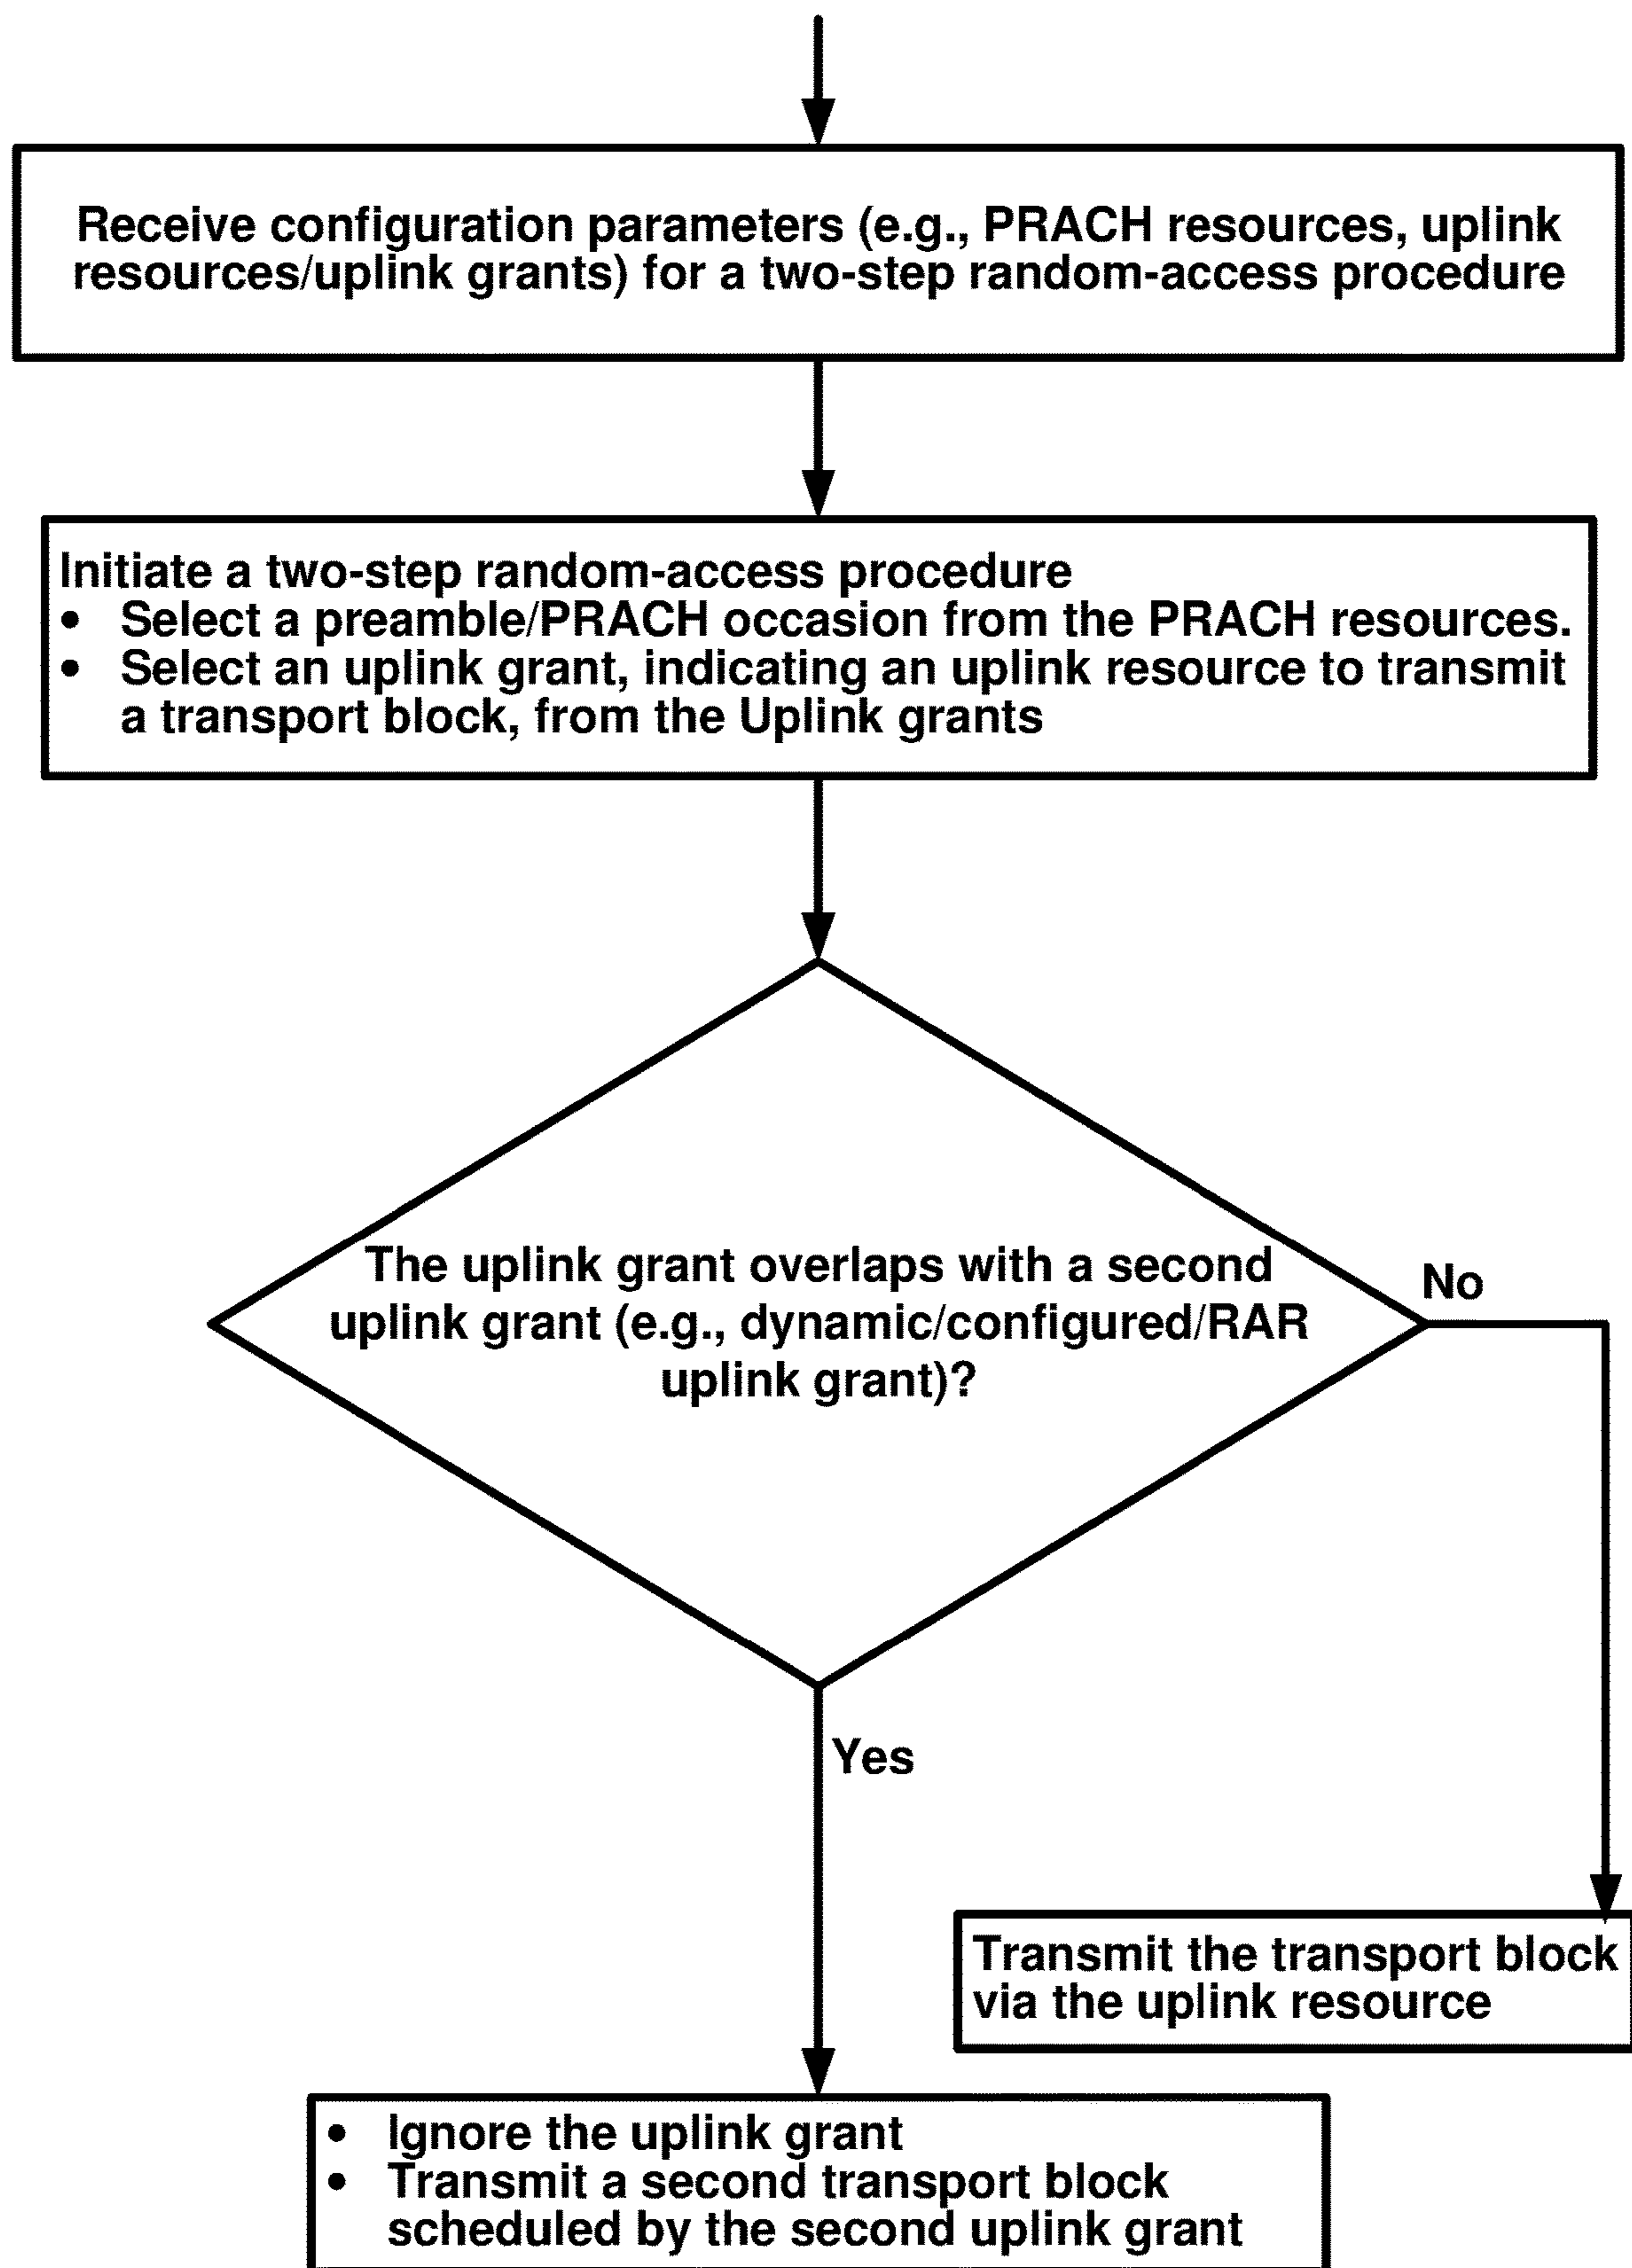 Receive configuration parameters (e.g., PRACH resources, uplink
resources/uplink grants) for a two-step random-access procedure
Initiate a two-step random-access procedure
• Select a preamble/PRACH occasion from the PRACH resources.
• Select an uplink grant, indicating an uplink resource to transmit
a transport block, from the Uplink grants
The uplink grant overlaps with a second
uplink grant (e.g., dynamic/configured/RAR
uplink grant)?
No
Yes
Transmit the transport block
via the uplink resource
• Ignore the uplink grant
• Transmit a second transport block
scheduled by the second uplink grant